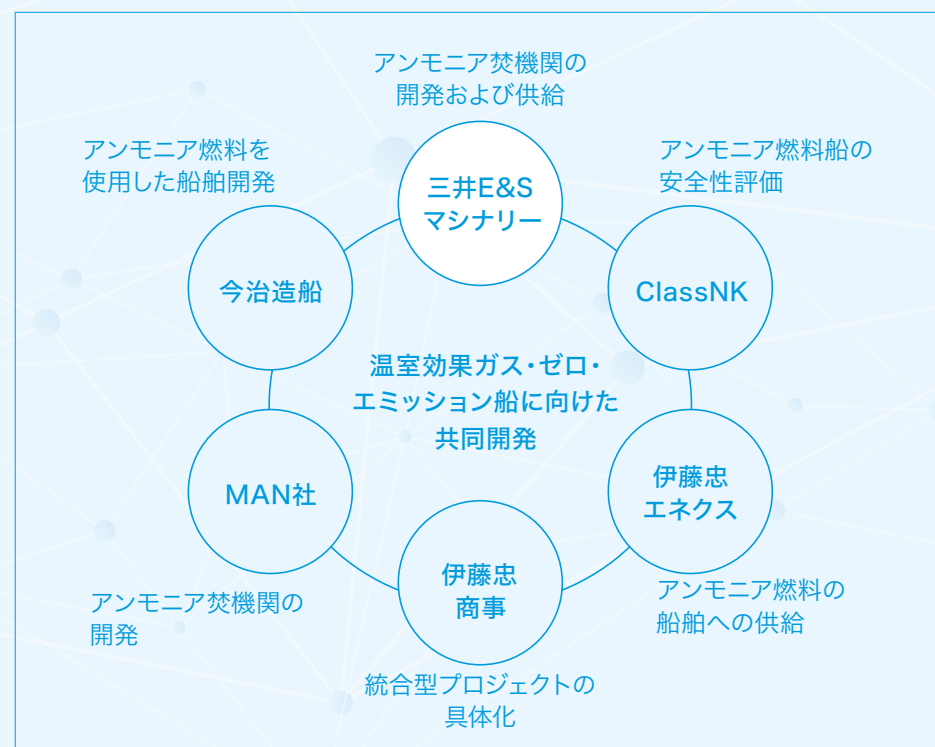 アンモニア焚機関の
開発および供給
三井E&S
マシナリー
アンモニア燃料を
使用した船舶開発
今治造船
アンモニア燃料船の
安全性評価
ClassNK
温室効果ガス・ゼロ・
エミッション船に向けた
共同開発
MAN社
アンモニア焚機関の
開発
伊藤忠
エネクス
アンモニア燃料の
船舶への供給
伊藤忠
商事
統合型プロジェクトの
具体化